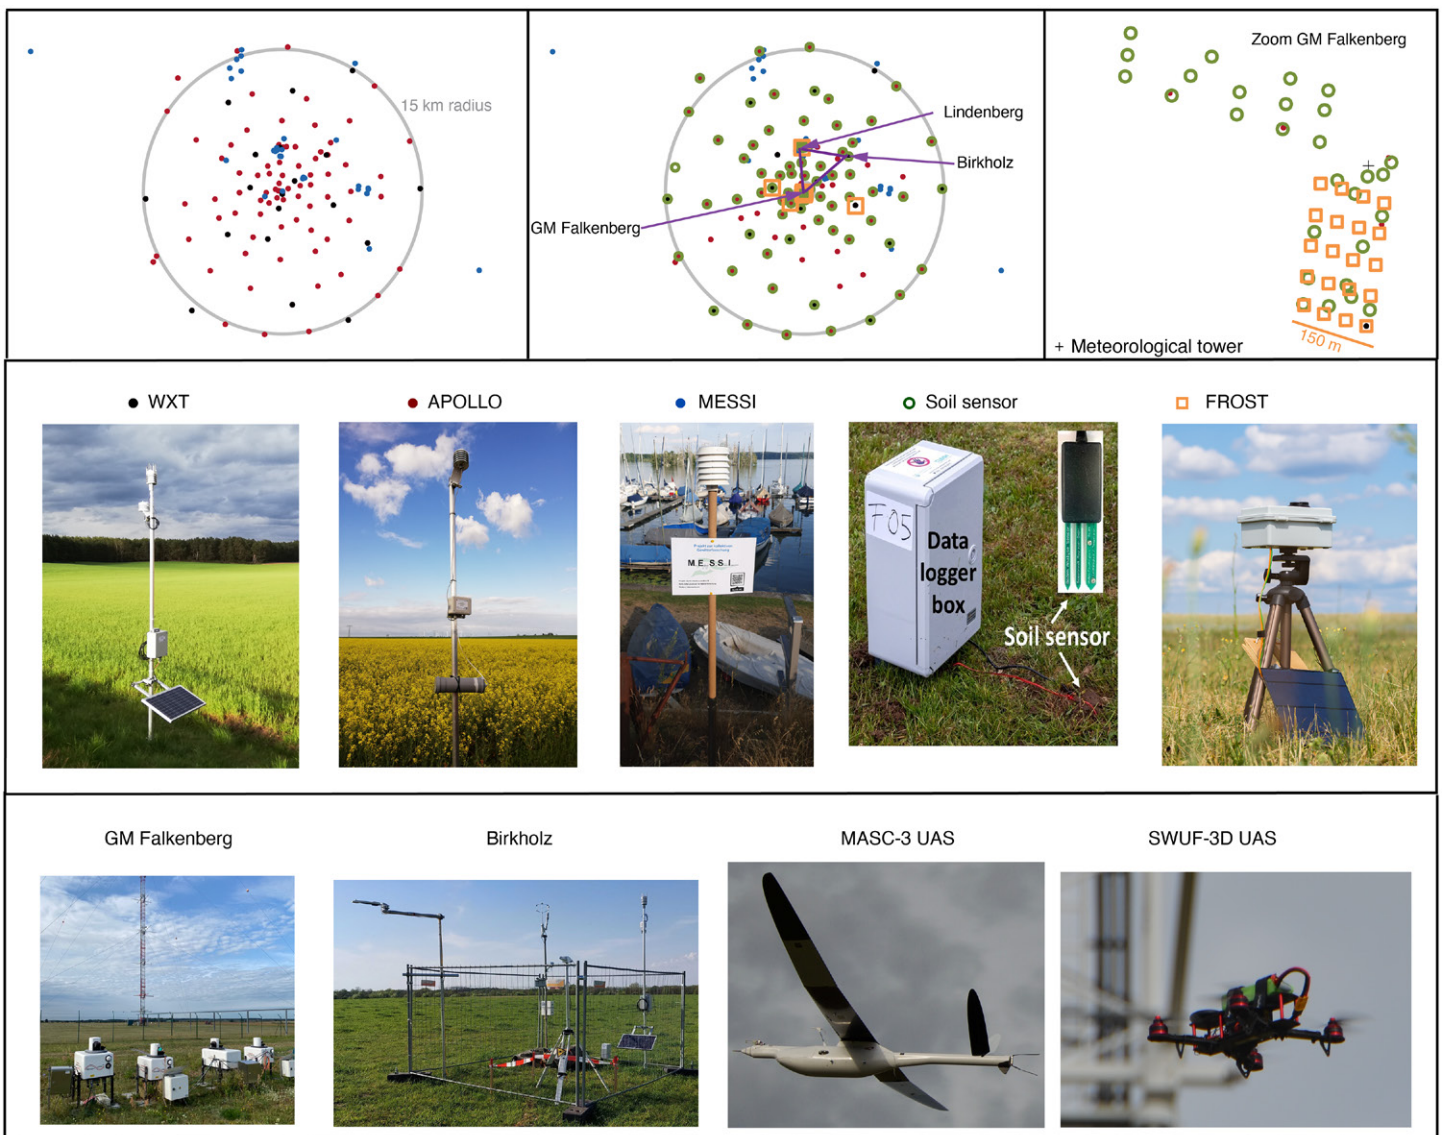 15 km radius
Lindenberg
Birkholz
GM Falkenberg
Zoom GM Falkenberg
150 m
+ Meteorological tower
WXT
APOLLO
MESSI
Soil sensor
FROST
M.E.S.S.I.
F05
Data
logger
box
Soil sensor
GM Falkenberg
Birkholz
MASC-3 UAS
SWUF-3D UAS